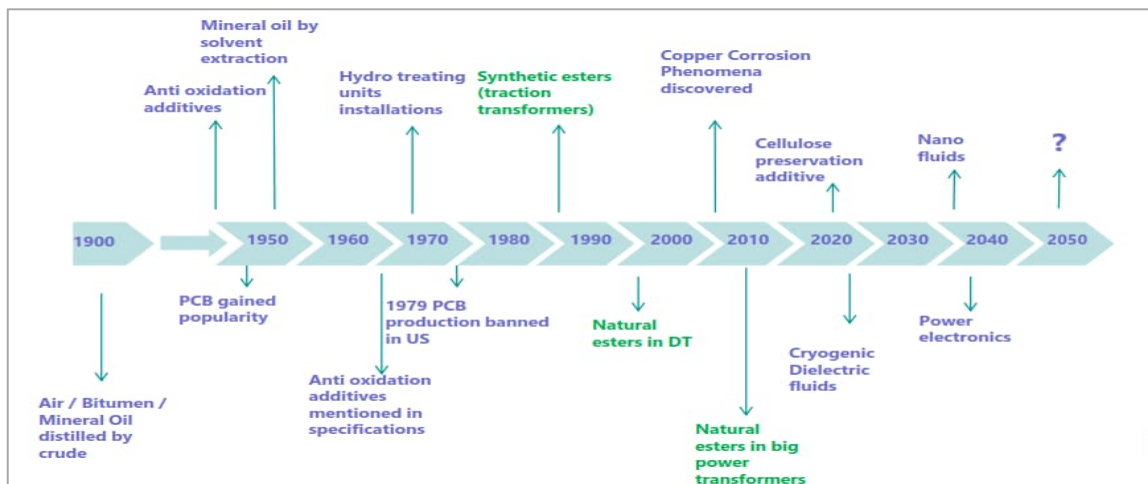 Mineral oil by
solvent
extraction
Anti oxidation
additives
Hydro treating
units
installations
Synthetic esters
(traction
transformers)
Copper Corrosion
Phenomena
discovered
Cellulose
preservation
additive
Nano
fluids
?
1900
1950
1960
1970
1980
1990
2000
2010
2020
2030
2040
2050
PCB gained
popularity
Anti oxidation
additives
mentioned in
specifications
1979 PCB
production banned
in US
Natural
esters in DT
Natural
esters in big
power
transformers
Cryogenic
Dielectric
fluids
Power
electronics
Air / Bitumen /
Mineral Oil
distilled by
crude